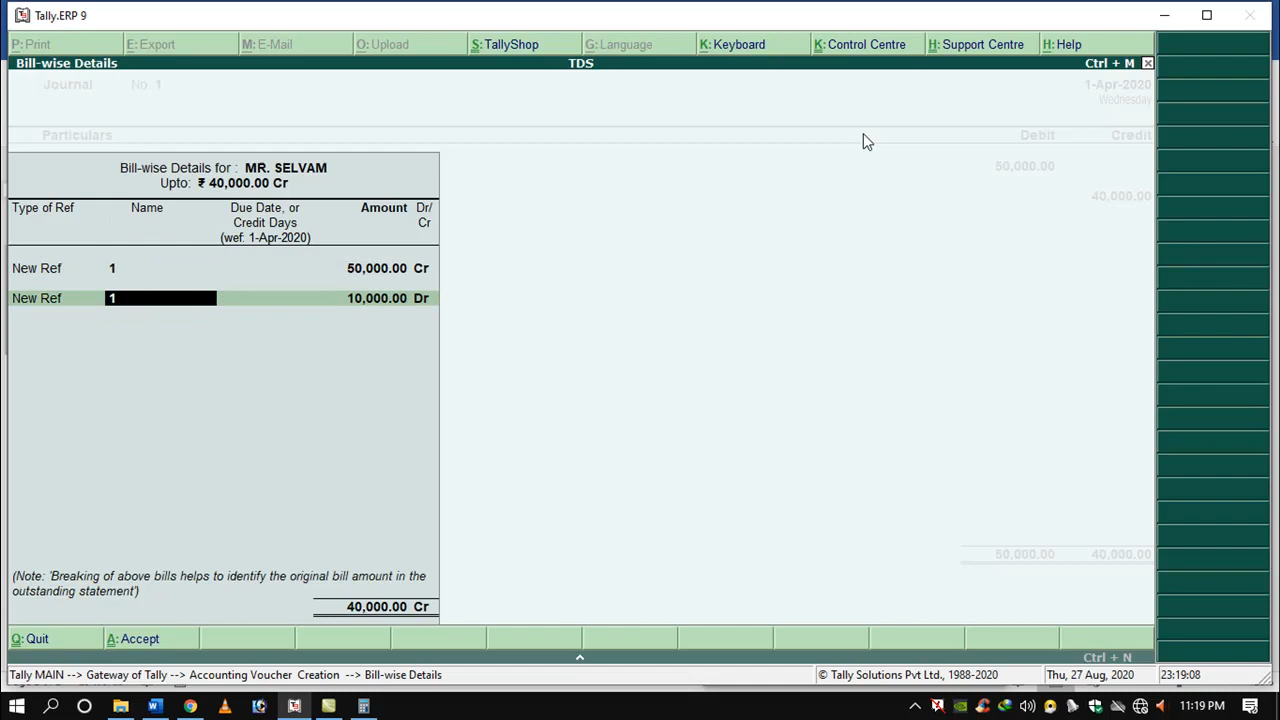 Tally.ERP 9
P: Print E: Export M: E-Mail O: Upload S: TallyShop G: Language K: Keyboard K: Control Centre H: Support Centre H: Help
Bill-wise Details TDS Ctrl + M
Journal No. 1 1-Apr-2020
Wednesday
Particulars Debit Credit
Bill-wise Details for : MR. SELVAM
50,000.00
Upto: ₹ 40,000.00 Cr
40,000.00
Type of Ref Name Due Date, or Amount Dr/
Credit Days Cr
(wef: 1-Apr-2020)
New Ref 1 50,000.00 Cr
New Ref 1 10,000.00 Dr
50,000.00 40,000.00
(Note: 'Breaking of above bills helps to identify the original bill amount in the
outstanding statement')
40,000.00 Cr
Q: Quit A: Accept
Ctrl + N
Tally MAIN --> Gateway of Tally --> Accounting Voucher Creation --> Bill-wise Details © Tally Solutions Pvt Ltd., 1988-2020 Thu, 27 Aug, 2020 23:19:08
11:19 PM